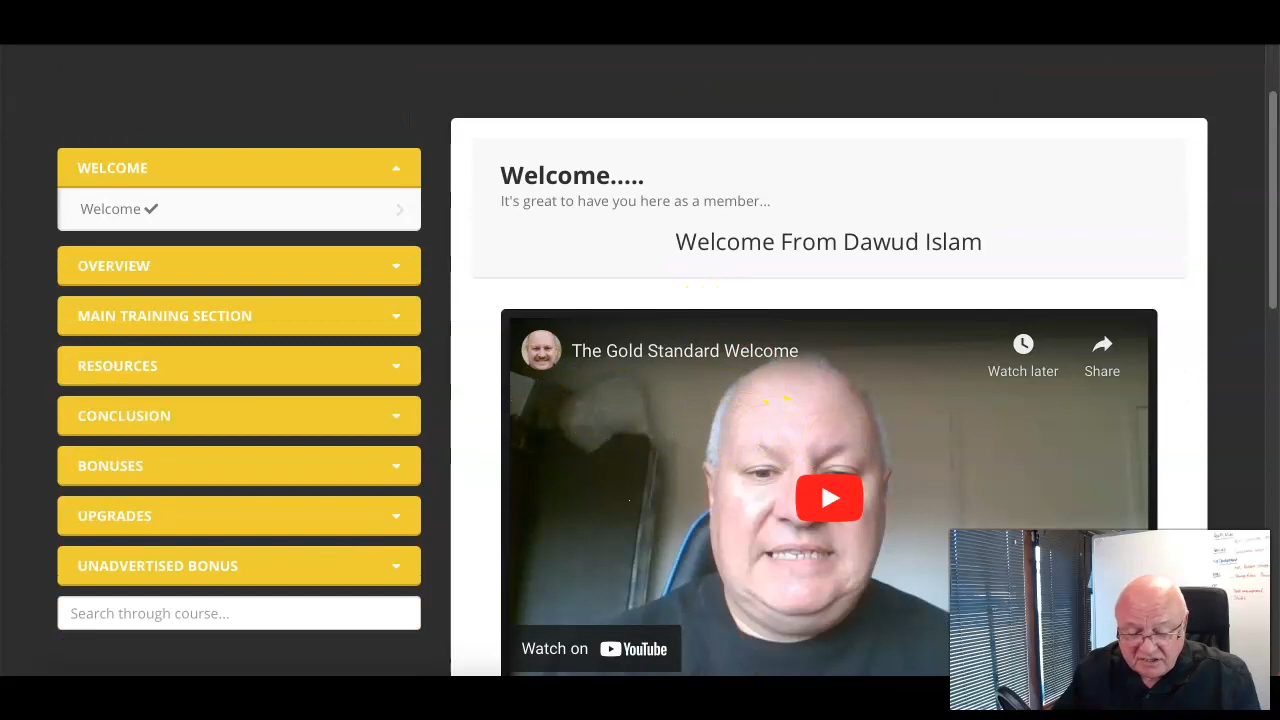 WELCOME
Welcome
OVERVIEW
MAIN TRAINING SECTION
RESOURCES
CONCLUSION
BONUSES
UPGRADES
UNADVERTISED BONUS
Search through course...
Welcome.....
It's great to have you here as a member...
Welcome From Dawud Islam
The Gold Standard Welcome
Watch later
Share
Watch on YouTube